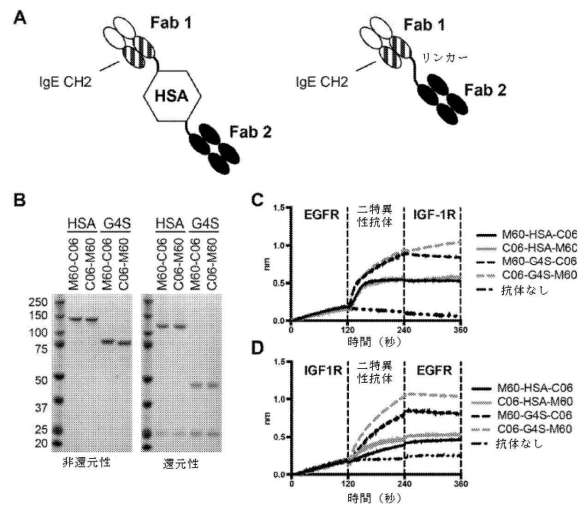 A
Fab 1
IgE CH2
HSA
Fab 2
Fab 1
リンカー
IgE CH2
Fab 2
B
HSA G4S HSA G4S
M60-C06 C06-M60 M60-C06 C06-M60 M60-C06 C06-M60 M60-C06 C06-M60
250
150
100
75
50
37
25
20
非還元性 還元性
C
EGFR 二特異性抗体 IGF-1R
nm
1.5
1.0
0.5
0.0
0 120 240 360
時間（秒）
M60-HSA-C06
C06-HSA-M60
M60-G4S-C06
C06-G4S-M60
抗体なし
D
IGF1R 二特異性抗体 EGFR
nm
1.5
1.0
0.5
0.0
0 120 240 360
時間（秒）
M60-HSA-C06
C06-HSA-M60
M60-G4S-C06
C06-G4S-M60
抗体なし